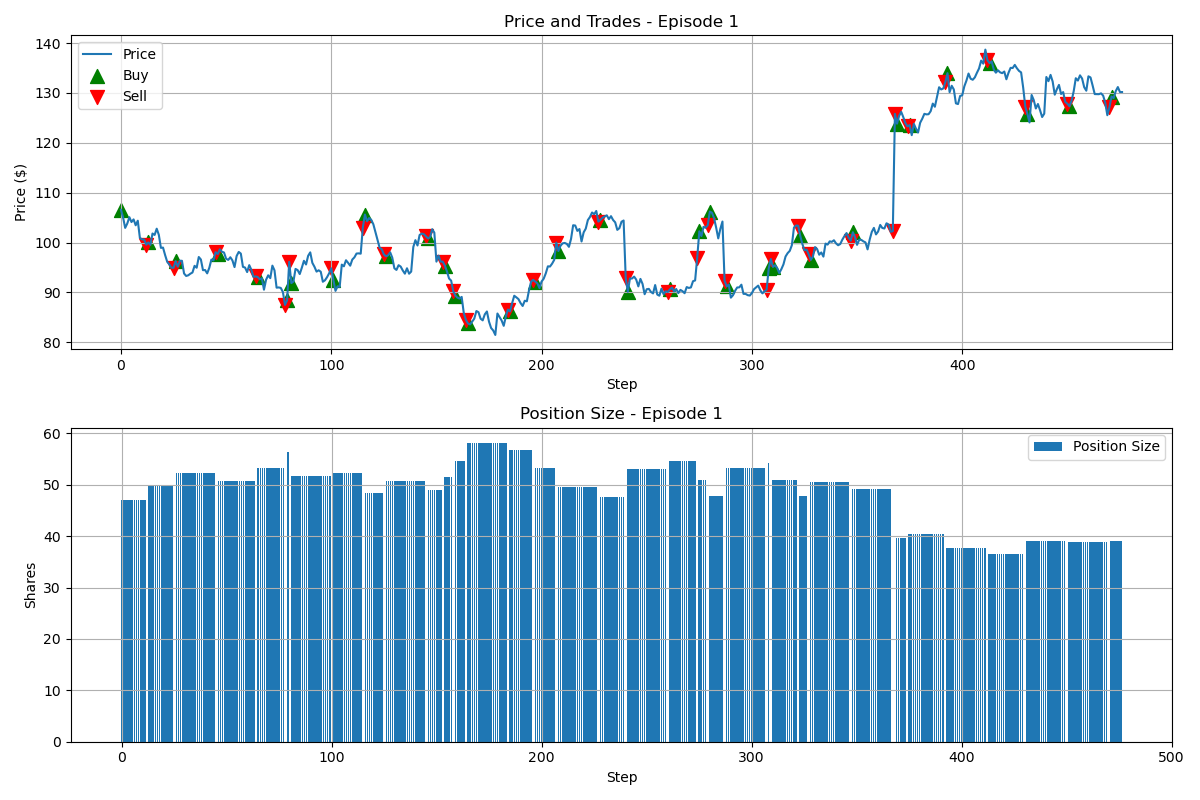 Price and Trades - Episode 1
Price ($)
140
130
120
110
100
90
80
Price
Buy
Sell
0 100 200 300 400
Step
Position Size - Episode 1
Shares
60
50
40
30
20
10
0
Position Size
0 100 200 300 400 500
Step